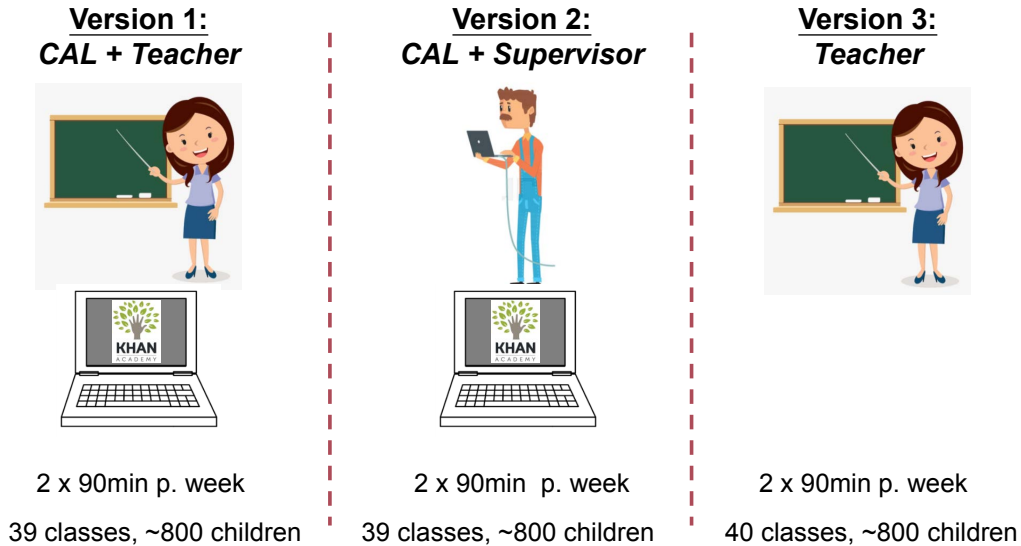 Version 1:
CAL + Teacher
KHAN
ACADEMY
2 x 90min p. week
39 classes, ~800 children
Version 2:
CAL + Supervisor
KHAN
ACADEMY
2 x 90min  p. week
39 classes, ~800 children
Version 3:
Teacher
2 x 90min p. week
40 classes, ~800 children